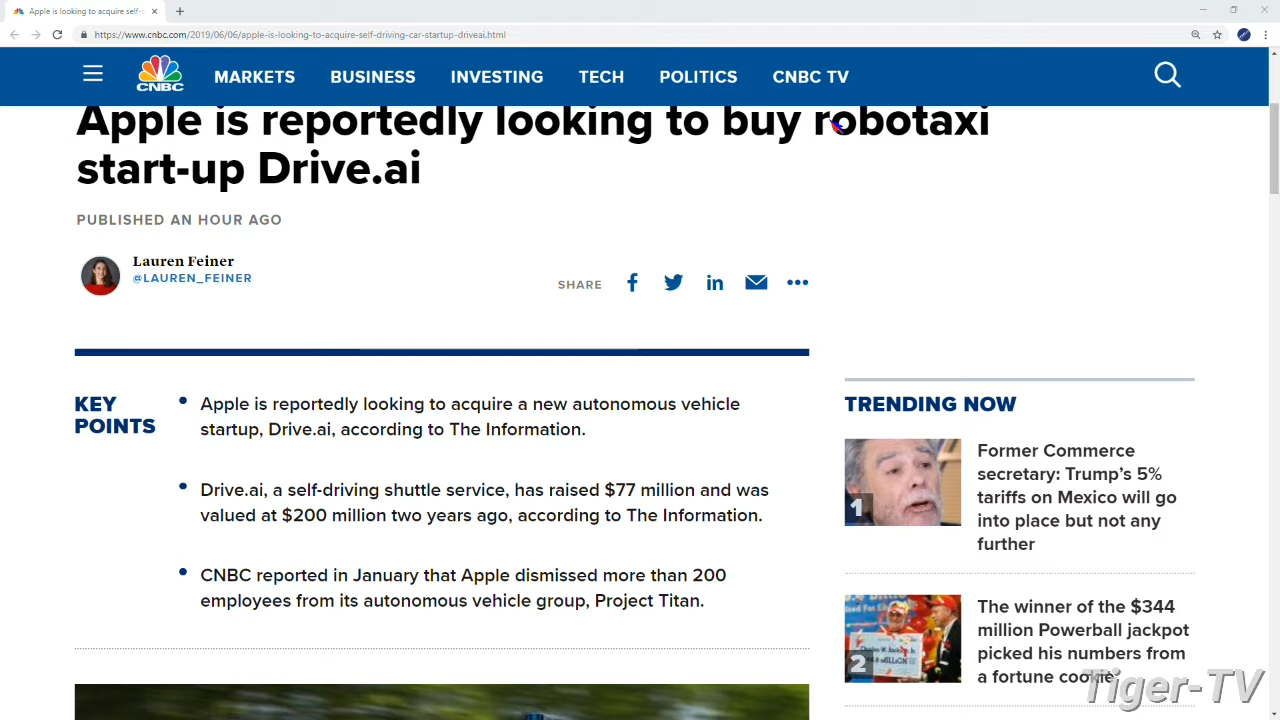 Apple is looking to acquire self-
https://www.cnbc.com/2019/06/06/apple-is-looking-to-acquire-self-driving-car-startup-driveai.html
CNBC
MARKETS BUSINESS INVESTING TECH POLITICS CNBC TV
Apple is reportedly looking to buy robotaxi
start-up Drive.ai
PUBLISHED AN HOUR AGO
Lauren Feiner
@LAUREN_FEINER
SHARE
KEY
POINTS
Apple is reportedly looking to acquire a new autonomous vehicle
startup, Drive.ai, according to The Information.
Drive.ai, a self-driving shuttle service, has raised $77 million and was
valued at $200 million two years ago, according to The Information.
CNBC reported in January that Apple dismissed more than 200
employees from its autonomous vehicle group, Project Titan.
TRENDING NOW
1
Former Commerce
secretary: Trump’s 5%
tariffs on Mexico will go
into place but not any
further
2
The winner of the $344
million Powerball jackpot
picked his numbers from
a fortune cookie
Tiger-TV